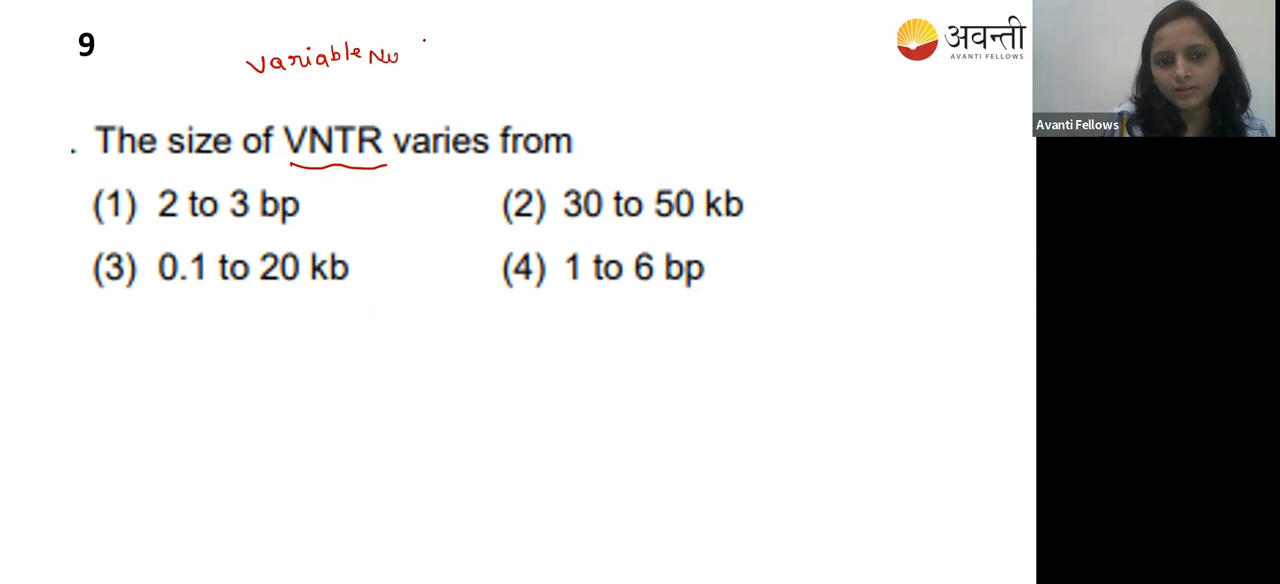 9
variable Nu
अवन्ती
AVANTI FELLOWS
Avanti Fellows
. The size of VNTR varies from
(1) 2 to 3 bp (2) 30 to 50 kb
(3) 0.1 to 20 kb (4) 1 to 6 bp